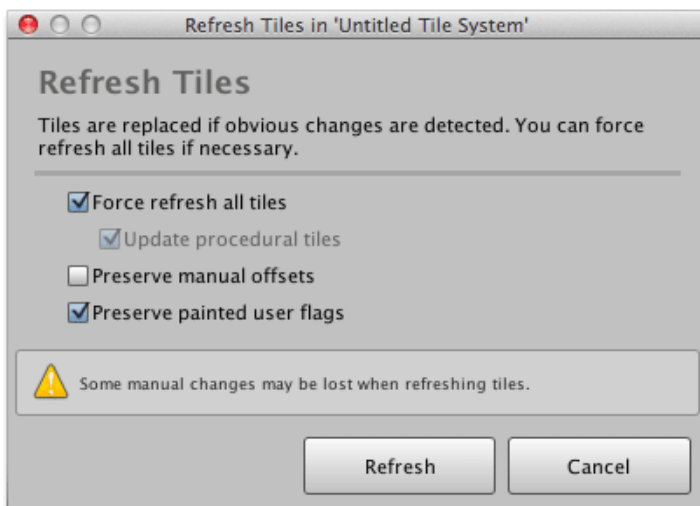 Refresh Tiles in 'Untitled Tile System'
Refresh Tiles
Tiles are replaced if obvious changes are detected. You can force
refresh all tiles if necessary.
Force refresh all tiles
Update procedural tiles
Preserve manual offsets
Preserve painted user flags
Some manual changes may be lost when refreshing tiles.
Refresh
Cancel